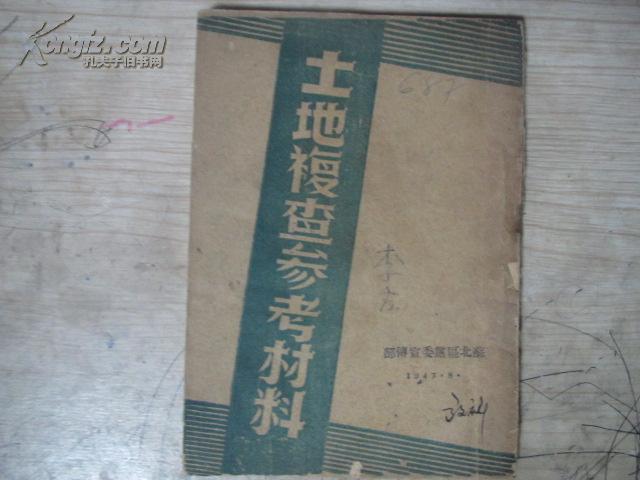 Kongfz.com
孔夫子旧书网
土地複查参考材料
687
部傳宣委黨區北
1947·8·